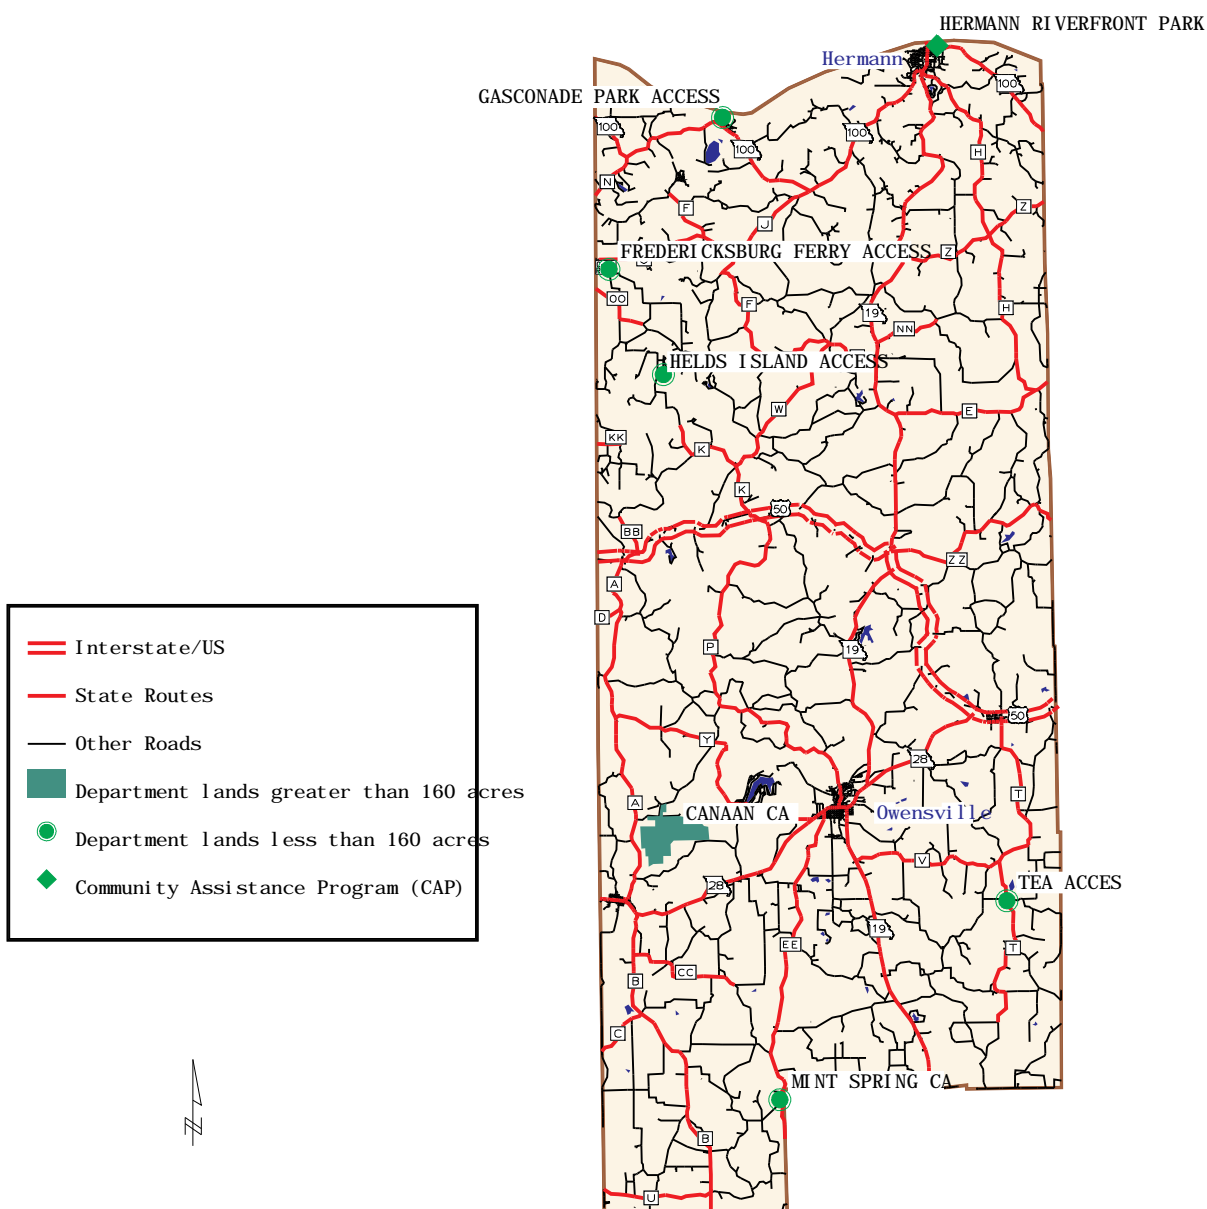 HERMANN RIVERFRONT PARK
Hermann
100
GASCONADE PARK ACCESS
100
100
100
H
N
F
Z
J
FREDERICKSBURG FERRY ACCESS
Z
OO
F
H
19
NN
HELDS ISLAND ACCESS
W
E
KK
K
K
50
BB
ZZ
A
D
P
19
50
Y
28
A
T
CANAAN CA
Owensville
V
28
TEA ACCES
19
EE
T
CC
B
C
MINT SPRING CA
B
U
Interstate/US
State Routes
Other Roads
Department lands greater than 160 acres
Department lands less than 160 acres
Community Assistance Program (CAP)
N